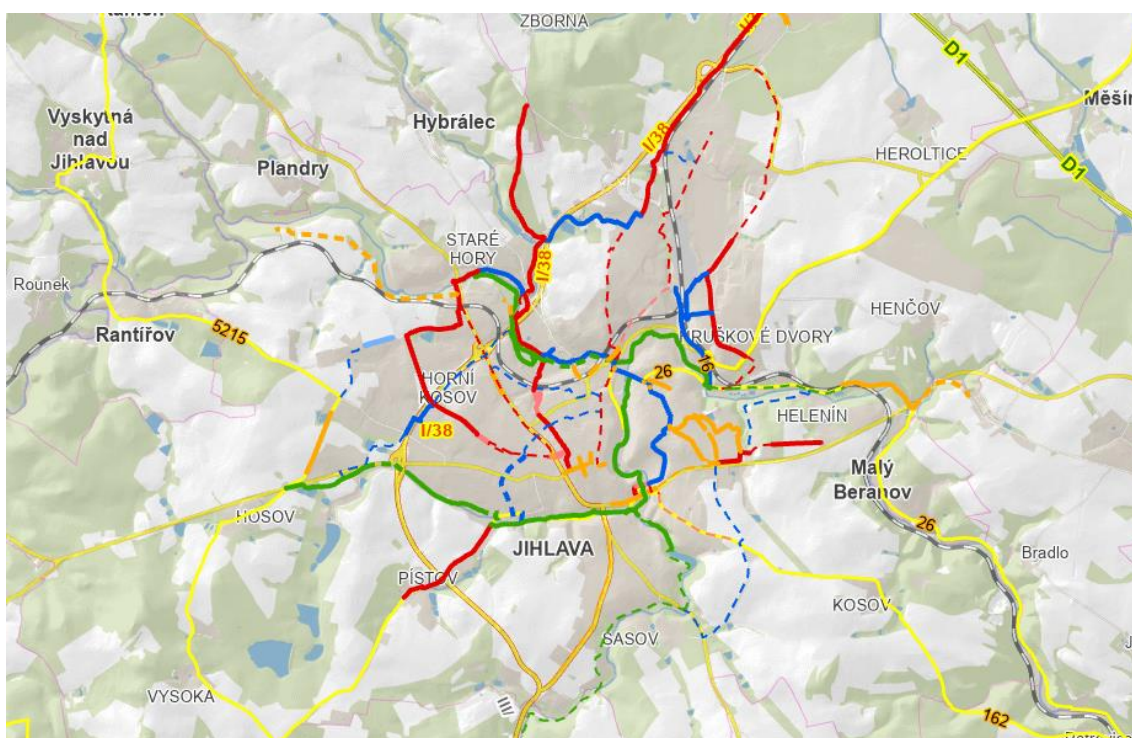 ZBORNÁ
D1
Vyskytná
nad
Jihlavou
Hybrálec
I/38
Měšín
Plandry
HEROLTICE
D1
STARÉ
HORY
I/38
Rounek
HENČOV
Rantířov
5215
HRUŠKOVÉ DVORY
16
26
HORNÍ
KOSOV
I/38
HELENÍN
Malý
Beranov
HOSOV
26
JIHLAVA
Bradlo
PÍSTOV
KOSOV
SASOV
VYSOKÁ
162